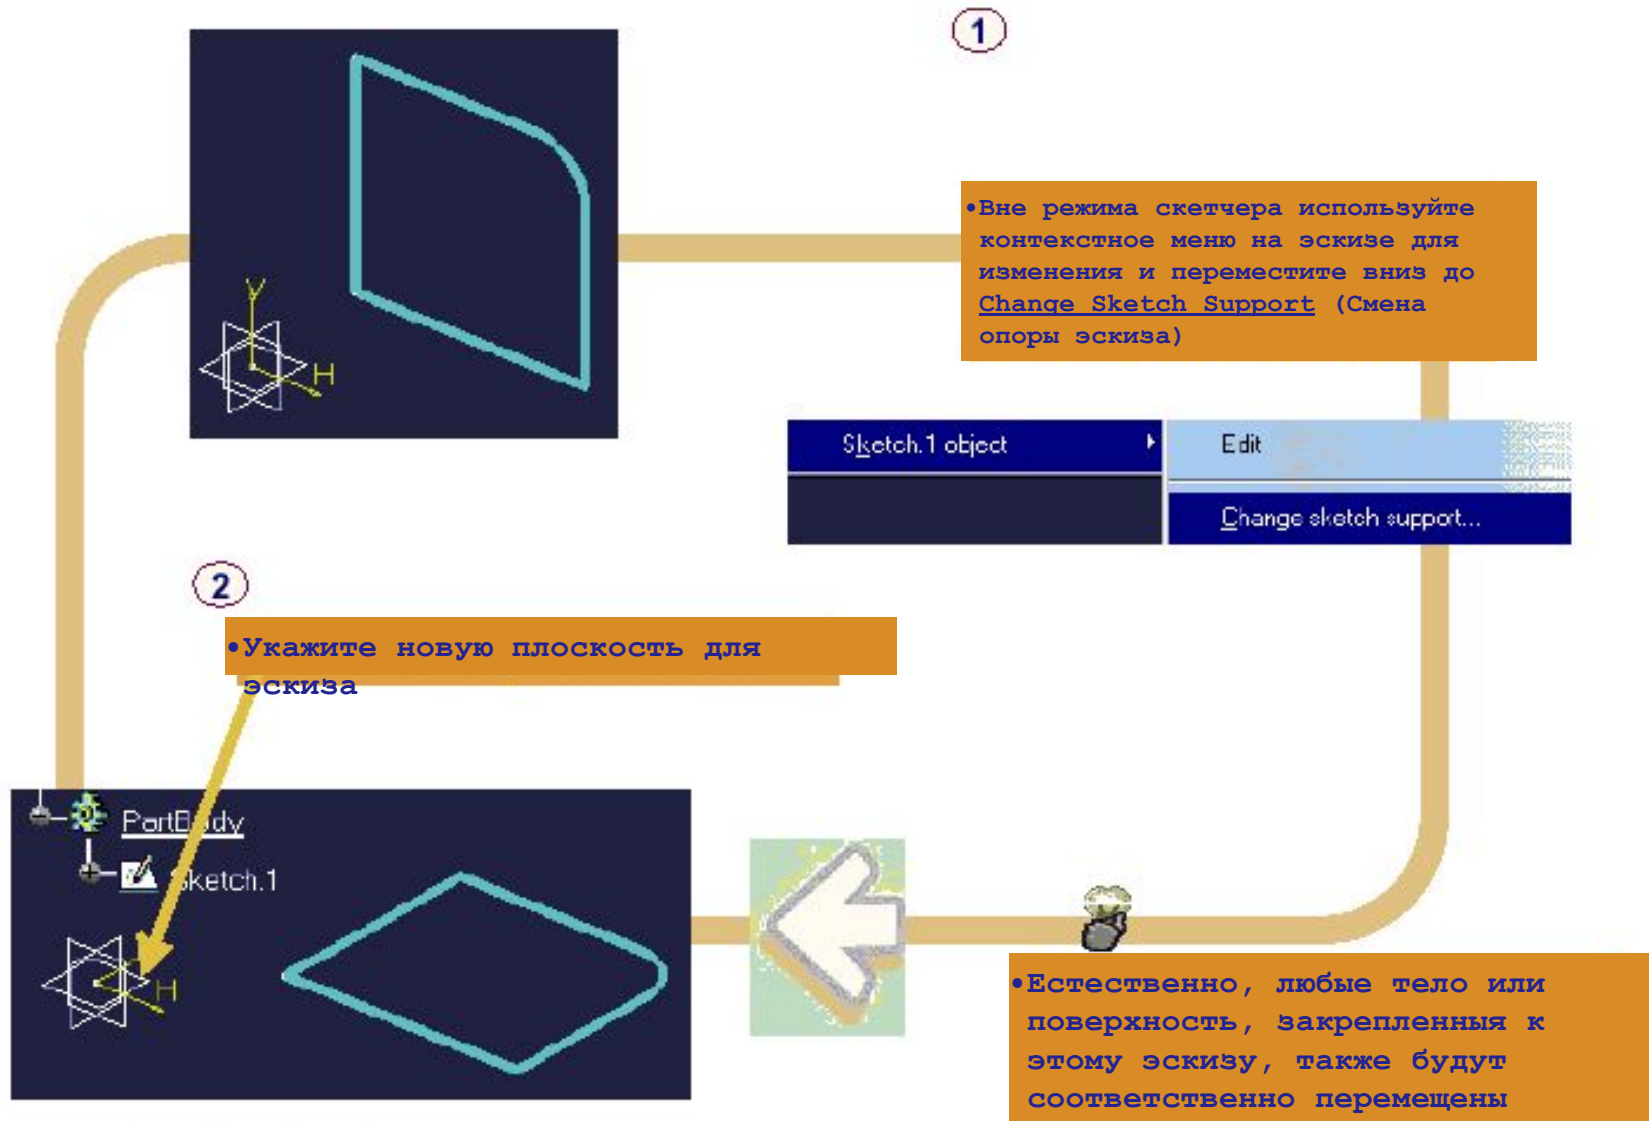 1
V
H
•Вне режима скетчера используйте
контекстное меню на эскизе для
изменения и переместите вниз до
Change Sketch Support (Смена
опоры эскиза)
Sketch.1 object
Edit
Change sketch support...
2
•Укажите новую плоскость для
эскиза
PartBody
Sketch.1
H
•Естественно, любые тело или
поверхность, закрепленныя к
этому эскизу, также будут
соответственно перемещены